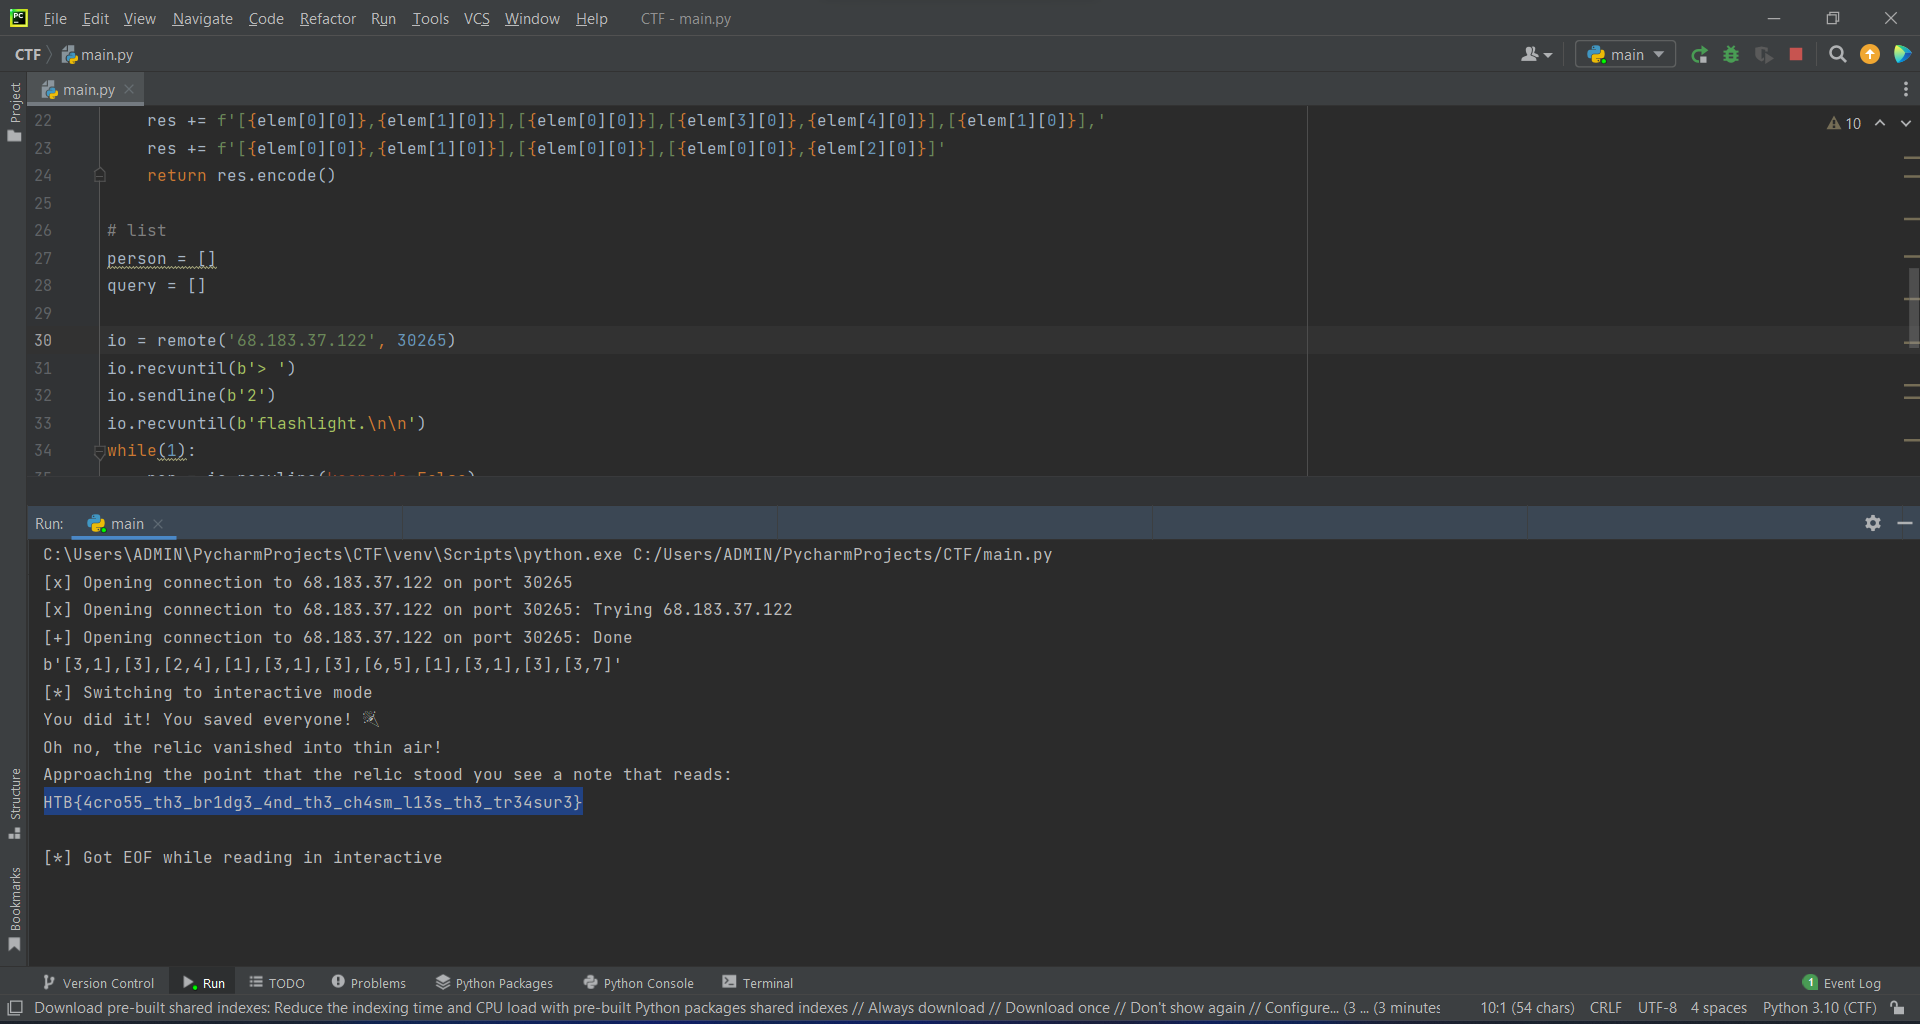 PC File Edit View Navigate Code Refactor Run Tools VCS Window Help CTF - main.py
CTF main.py main
Project
main.py
22 res += f'[{elem[0][0]},{elem[1][0]}],[{elem[0][0]}],[{elem[3][0]},{elem[4][0]}],[{elem[1][0]}],'
10
23 res += f'[{elem[0][0]},{elem[1][0]}],[{elem[0][0]}],[{elem[0][0]},{elem[2][0]}]'
24 return res.encode()
25
26 # list
27 person = []
28 query = []
29
30 io = remote('68.183.37.122', 30265)
31 io.recvuntil(b'> ')
32 io.sendline(b'2')
33 io.recvuntil(b'flashlight.\n\n')
34 while(1):
Run: main
C:\Users\ADMIN\PycharmProjects\CTF\venv\Scripts\python.exe C:/Users/ADMIN/PycharmProjects/CTF/main.py
[x] Opening connection to 68.183.37.122 on port 30265
[x] Opening connection to 68.183.37.122 on port 30265: Trying 68.183.37.122
[+] Opening connection to 68.183.37.122 on port 30265: Done
b'[3,1],[3],[2,4],[1],[3,1],[3],[6,5],[1],[3,1],[3],[3,7]'
[*] Switching to interactive mode
You did it! You saved everyone! 🎉
Oh no, the relic vanished into thin air!
Approaching the point that the relic stood you see a note that reads:
HTB{4cro55_th3_br1dg3_4nd_th3_ch4sm_l13s_th3_tr34sur3}
[*] Got EOF while reading in interactive
Structure
Bookmarks
Version Control Run TODO Problems Python Packages Python Console Terminal 1 Event Log
Download pre-built shared indexes: Reduce the indexing time and CPU load with pre-built Python packages shared indexes // Always download // Download once // Don't show again // Configure... (3 ... (3 minutes 10:1 (54 chars) CRLF UTF-8 4 spaces Python 3.10 (CTF)